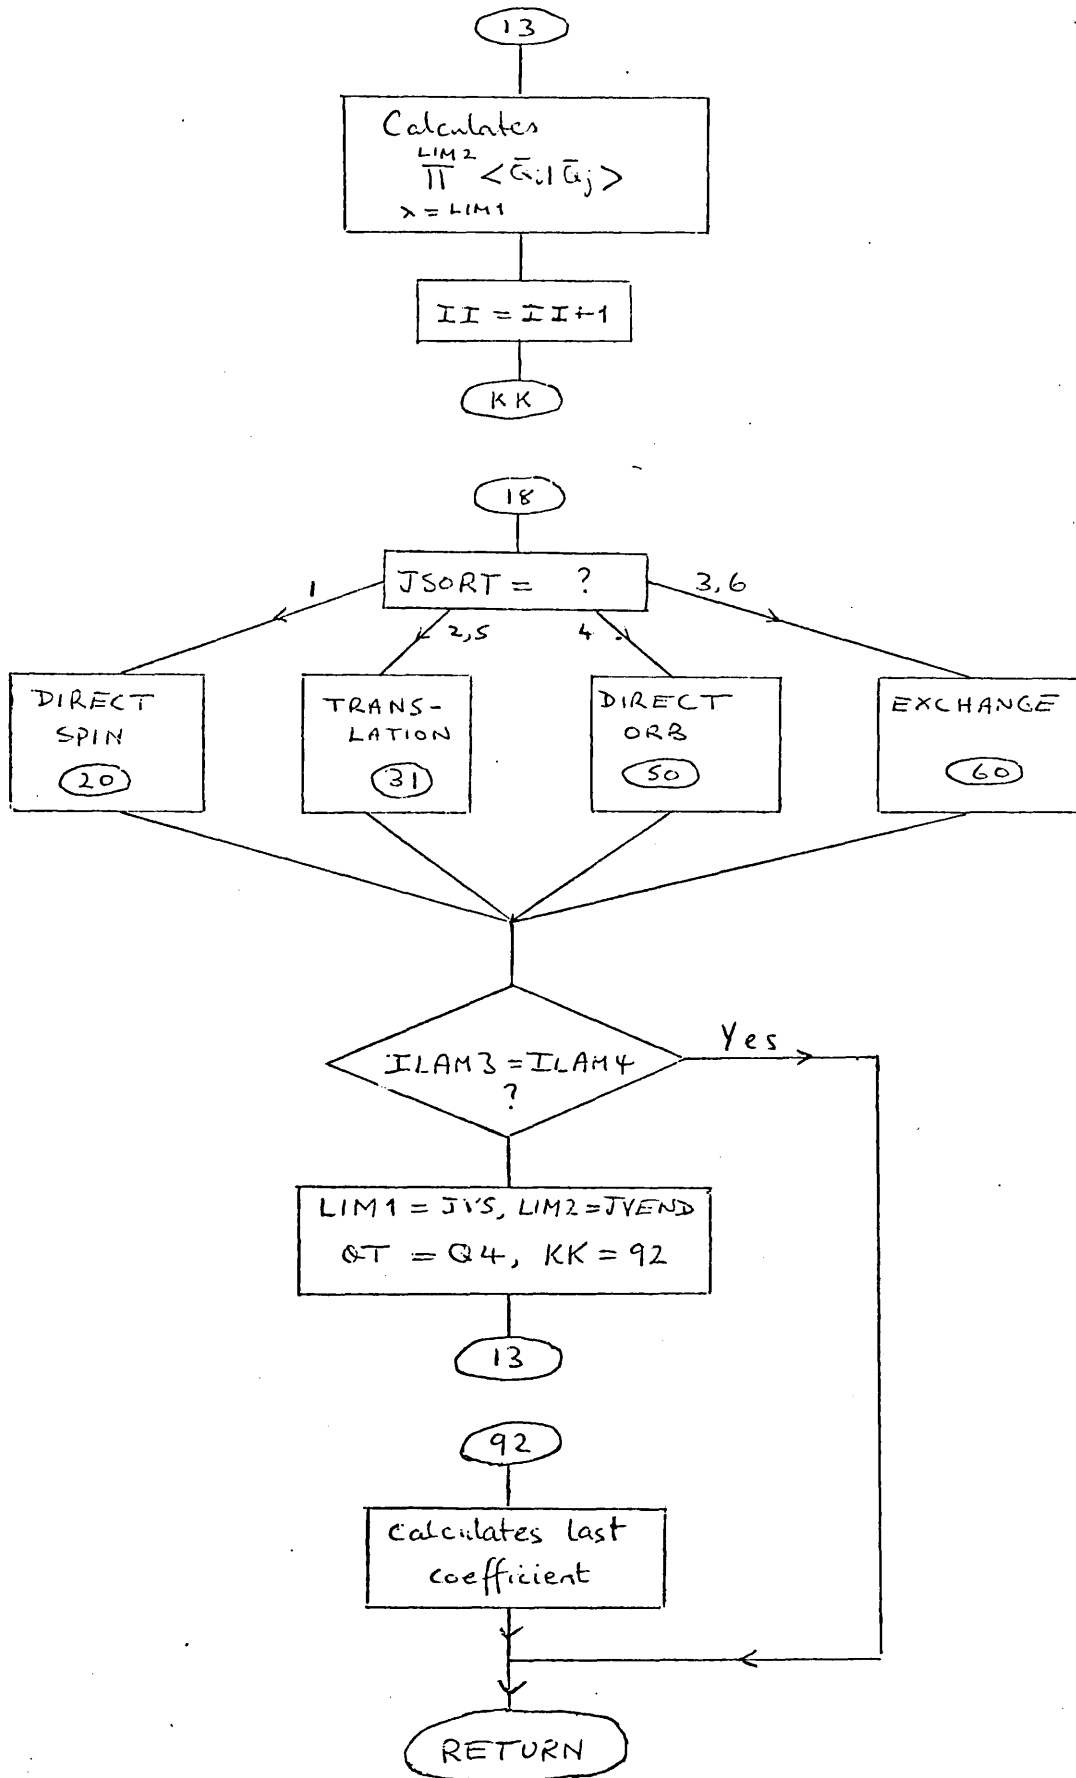 13
Calculates
LIM2
Π <Q̄i|Q̄j>
λ = LIM1
II = II+1
KK
18
JSORT = ?
1
2,5
4
3,6
DIRECT
SPIN
20
TRANS-
LATION
31
DIRECT
ORB
50
EXCHANGE
60
ILAM3 = ILAM4
?
Yes
LIM1 = JVS, LIM2=JVEND
QT = Q4, KK = 92
13
92
Calculates last
coefficient
RETURN